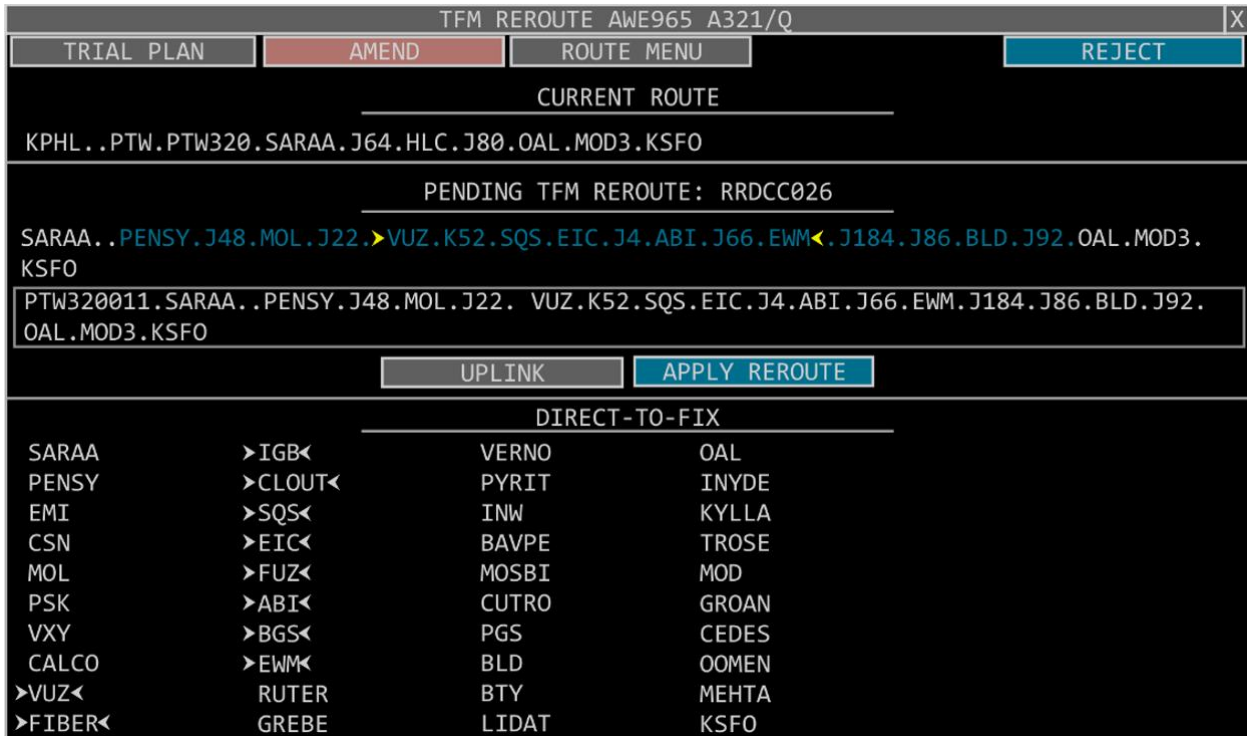 TFM REROUTE AWE965 A321/Q X
TRIAL PLAN AMEND ROUTE MENU REJECT
CURRENT ROUTE
KPHL..PTW.PTW320.SARAA.J64.HLC.J80.OAL.MOD3.KSFO
PENDING TFM REROUTE: RRDCC026
SARAA..PENSY.J48.MOL.J22.➤VUZ.K52.SQS.EIC.J4.ABI.J66.EWM⮜.J184.J86.BLD.J92.OAL.MOD3.
KSFO
PTW320011.SARAA..PENSY.J48.MOL.J22. VUZ.K52.SQS.EIC.J4.ABI.J66.EWM.J184.J86.BLD.J92.
OAL.MOD3.KSFO
UPLINK APPLY REROUTE
DIRECT-TO-FIX
SARAA ➤IGB⮜ VERNO OAL
PENSY ➤CLOUT⮜ PYRIT INYDE
EMI ➤SQS⮜ INW KYLLA
CSN ➤EIC⮜ BAVPE TROSE
MOL ➤FUZ⮜ MOSBI MOD
PSK ➤ABI⮜ CUTRO GROAN
VXY ➤BGS⮜ PGS CEDES
CALCO ➤EWM⮜ BLD OOMEN
➤VUZ⮜ RUTER BTY MEHTA
➤FIBER⮜ GREBE LIDAT KSFO